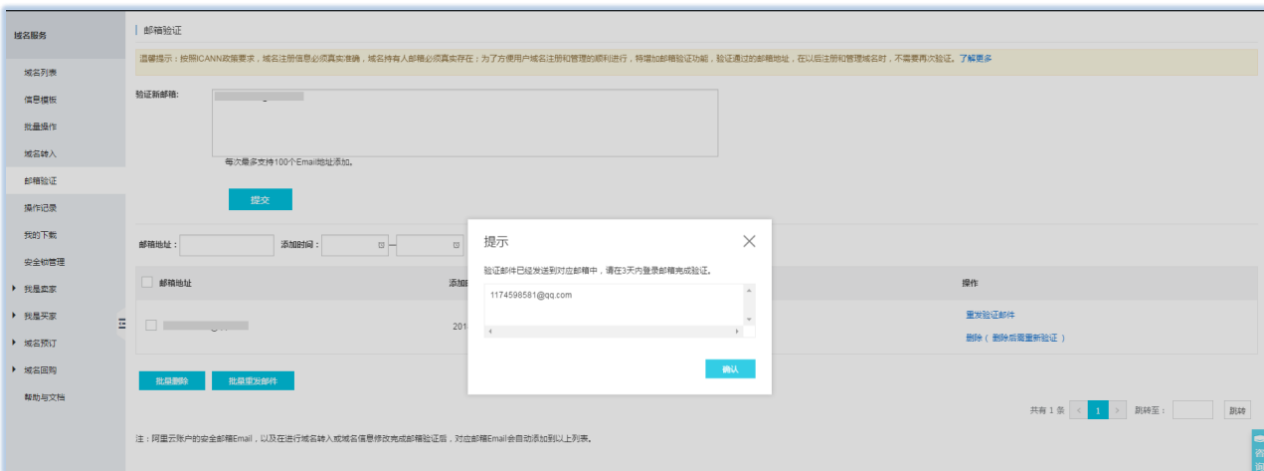 域名服务
域名列表
信息模板
批量操作
域名转入
邮箱验证
操作记录
我的下载
安全锁管理
我是卖家
我是买家
域名预订
域名回购
帮助与文档
邮箱验证
温馨提示：按照ICANN政策要求，域名注册信息必须真实准确，域名持有人邮箱必须真实存在；为了方便用户域名注册和管理的顺利进行，特增加邮箱验证功能，验证通过的邮箱地址，在以后注册和管理域名时，不需要再次验证。了解更多
验证新邮箱:
每次最多支持100个Email地址添加。
提交
邮箱地址：
添加时间：
—
邮箱地址
添加
操作
201
重发验证邮件
删除（删除后需重新验证）
批量删除
批量重发邮件
共有 1 条
1
跳转至：
跳转
注：阿里云账户的安全邮箱Email，以及在进行域名转入或域名信息修改完成邮箱验证后，对应邮箱Email会自动添加到以上列表。
提示
验证邮件已经发送到对应邮箱中，请在3天内登录邮箱完成验证。
1174598581@qq.com
确认
咨